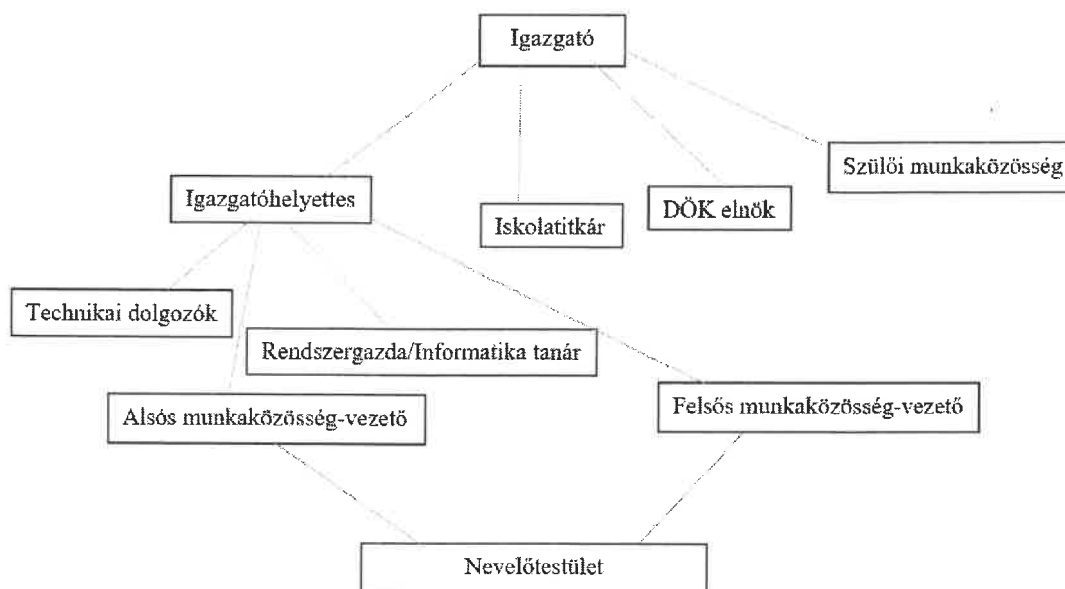 Igazgató
Szülői munkaközösség
Igazgatóhelyettes
DÖK elnök
Iskolatitkár
Technikai dolgozók
Rendszergazda/Informatika tanár
Alsós munkaközösség-vezető
Felsős munkaközösség-vezető
Nevelőtestület